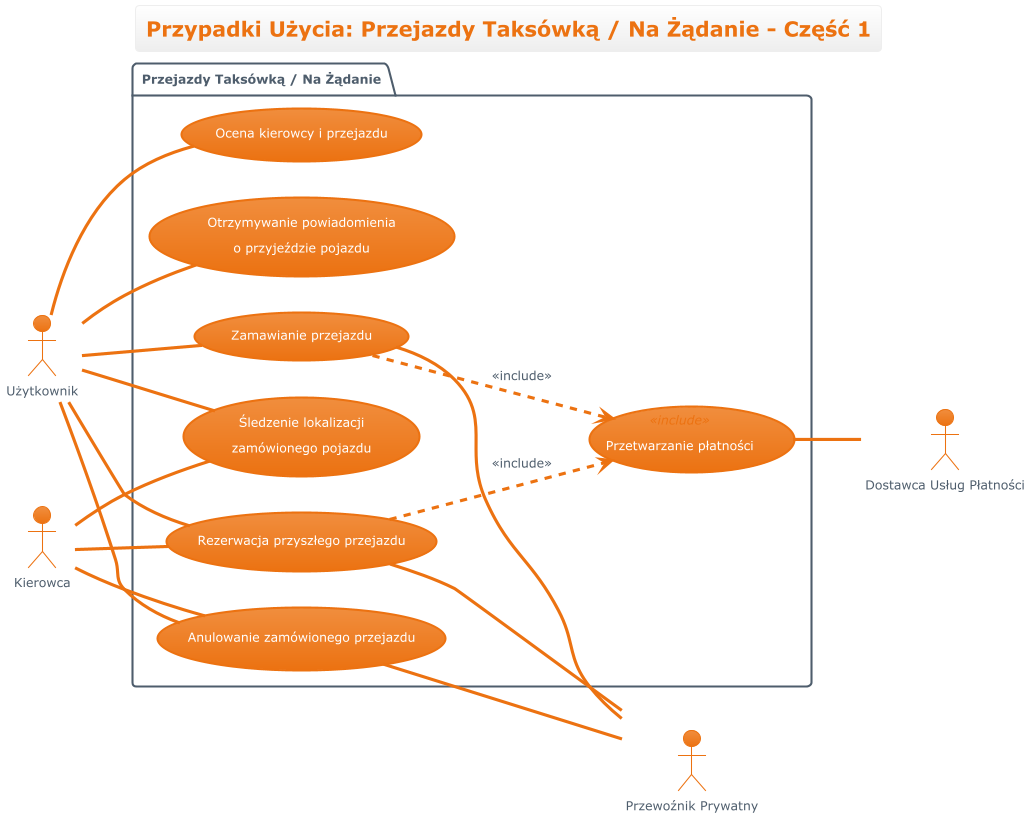 Przypadki Użycia: Przejazdy Taksówką / Na Żądanie - Część 1
Przejazdy Taksówką / Na Żądanie
Ocena kierowcy i przejazdu
Otrzymywanie powiadomienia
o przyjeździe pojazdu
Zamawianie przejazdu
«include»
Użytkownik
Śledzenie lokalizacji
zamówionego pojazdu
«include»
Przetwarzanie płatności
«include»
Dostawca Usług Płatności
Rezerwacja przyszłego przejazdu
Kierowca
Anulowanie zamówionego przejazdu
Przewoźnik Prywatny